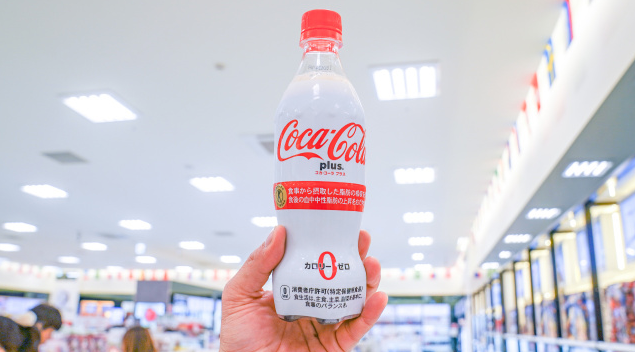 Coca-Cola
plus.
コカ·コーラ プラス
食事から摂取した脂肪の吸収
食後の血中中性脂肪の上昇
カロリー 0 ゼロ
消費者庁許可(特定保健用食品)
食生活は、主食、主菜、副菜を基本に、
食事のバランスを